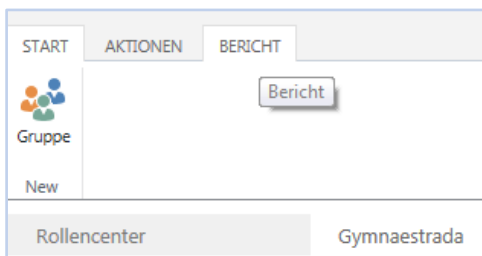 START AKTIONEN BERICHT
Bericht
Gruppe
New
Rollencenter Gymnaestrada